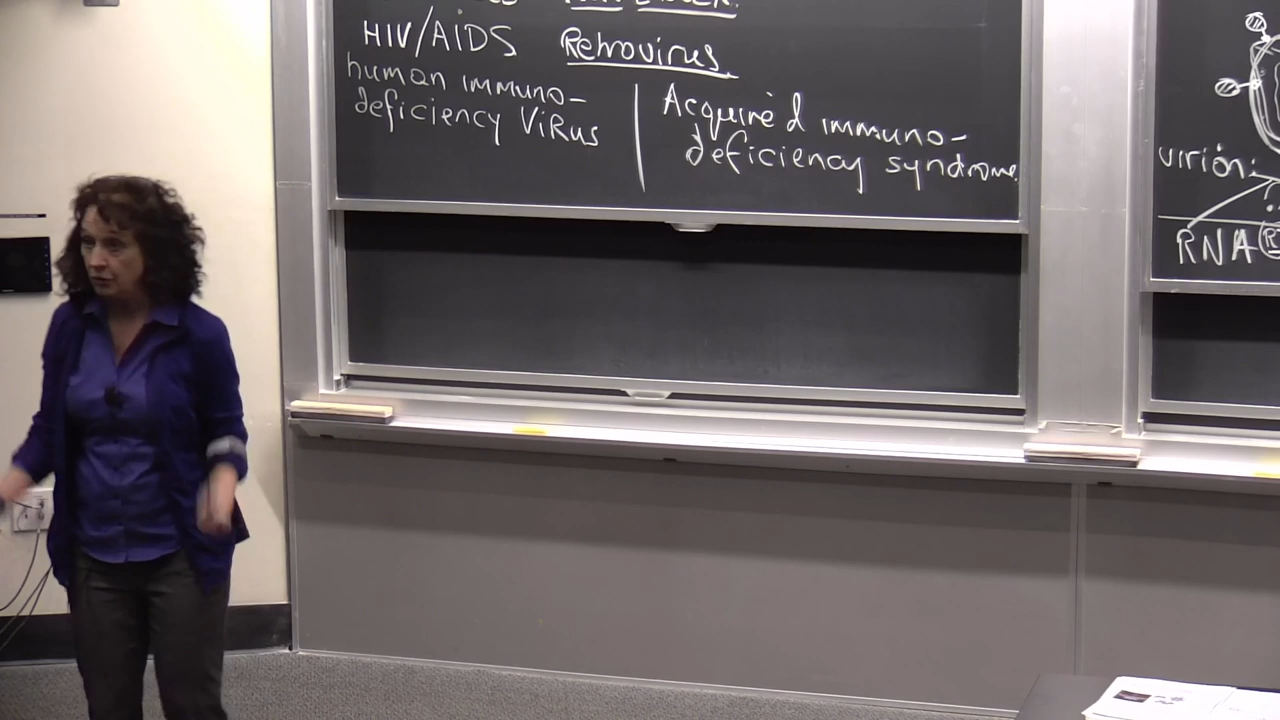 HIV/AIDS Retrovirus
human immuno-
deficiency ViRus
Acquired immuno-
deficiency syndrome
virion:
RNA